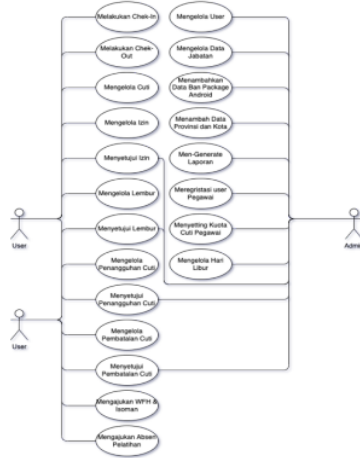 Melakukan Chek-In
Mengelola User
Melakukan Chek-
Out
Mengelola Data
Jabatan
Mengelola Cuti
Menambahkan
Data Ban Package
Android
Mengelola Izin
Menambah Data
Provinsi dan Kota
Menyetujui Izin
Men-Generate
Laporan
Mengelola Lembur
Meregristasi user
Pegawai
Menyetujui Lembur
Menyetting Kuota
Cuti Pegawai
Mengelola
Penangguhan Cuti
Mengelola Hari
Libur
User
Admin
Menyetujui
Penangguhan Cuti
User
Mengelola
Pembatalan Cuti
Menyetujui
Pembatalan Cuti
Mengajukan WFH &
Isoman
Mengajukan Absen
Pelatihan